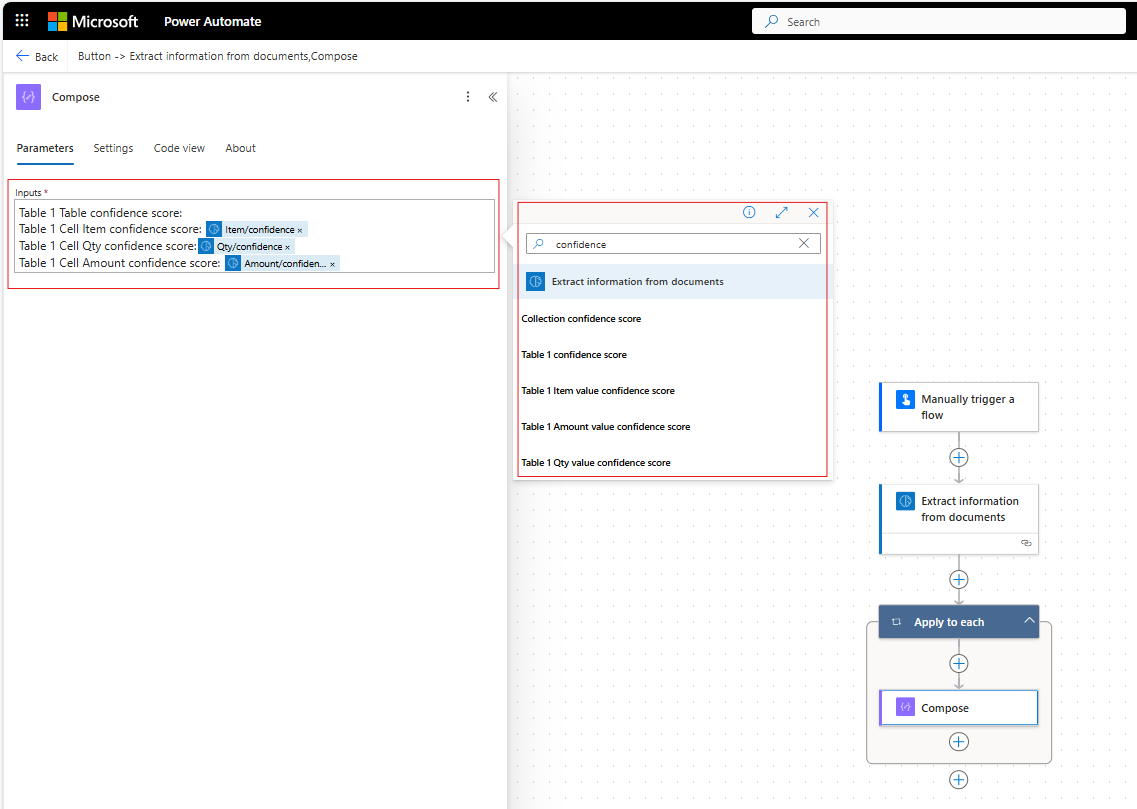 Microsoft
Power Automate
Search
Back
Button -> Extract information from documents,Compose
Compose
Parameters
Settings
Code view
About
Inputs *
Table 1 Table confidence score:
Table 1 Cell Item confidence score: Item/confidence ×
Table 1 Cell Qty confidence score: Qty/confidence ×
Table 1 Cell Amount confidence score: Amount/confiden... ×
confidence
Extract information from documents
Collection confidence score
Table 1 confidence score
Table 1 Item value confidence score
Table 1 Amount value confidence score
Table 1 Qty value confidence score
Manually trigger a
flow
Extract information
from documents
Apply to each
Compose